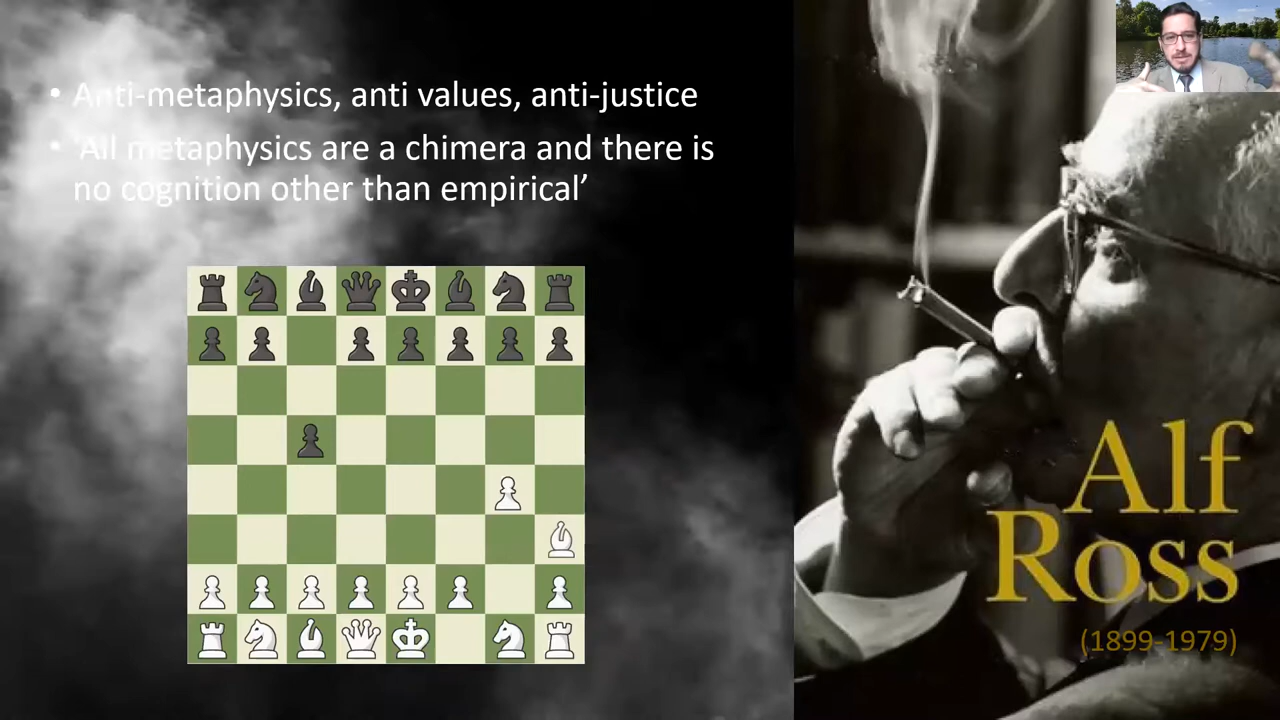 • Anti-metaphysics, anti values, anti-justice
• ‘All metaphysics are a chimera and there is
no cognition other than empirical’
Alf
Ross
(1899-1979)